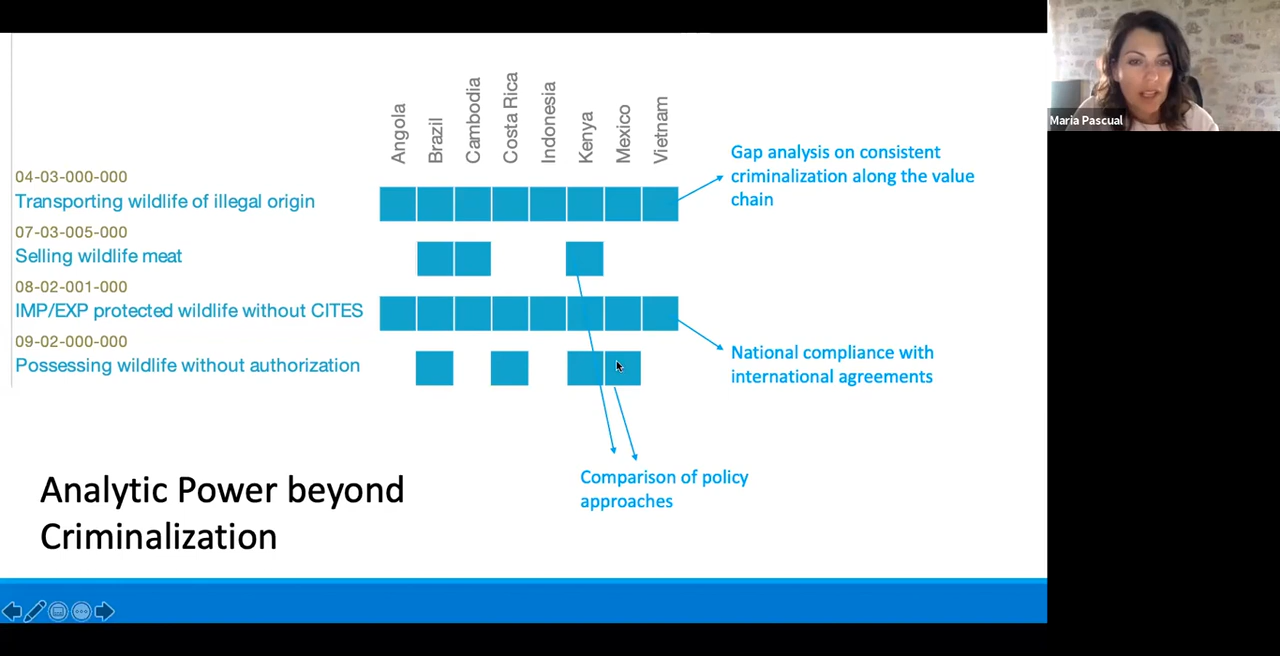 Angola
Brazil
Cambodia
Costa Rica
Indonesia
Kenya
Mexico
Vietnam
04-03-000-000
Transporting wildlife of illegal origin
07-03-005-000
Selling wildlife meat
08-02-001-000
IMP/EXP protected wildlife without CITES
09-02-000-000
Possessing wildlife without authorization
Gap analysis on consistent
criminalization along the value
chain
National compliance with
international agreements
Comparison of policy
approaches
Analytic Power beyond
Criminalization
Maria Pascual